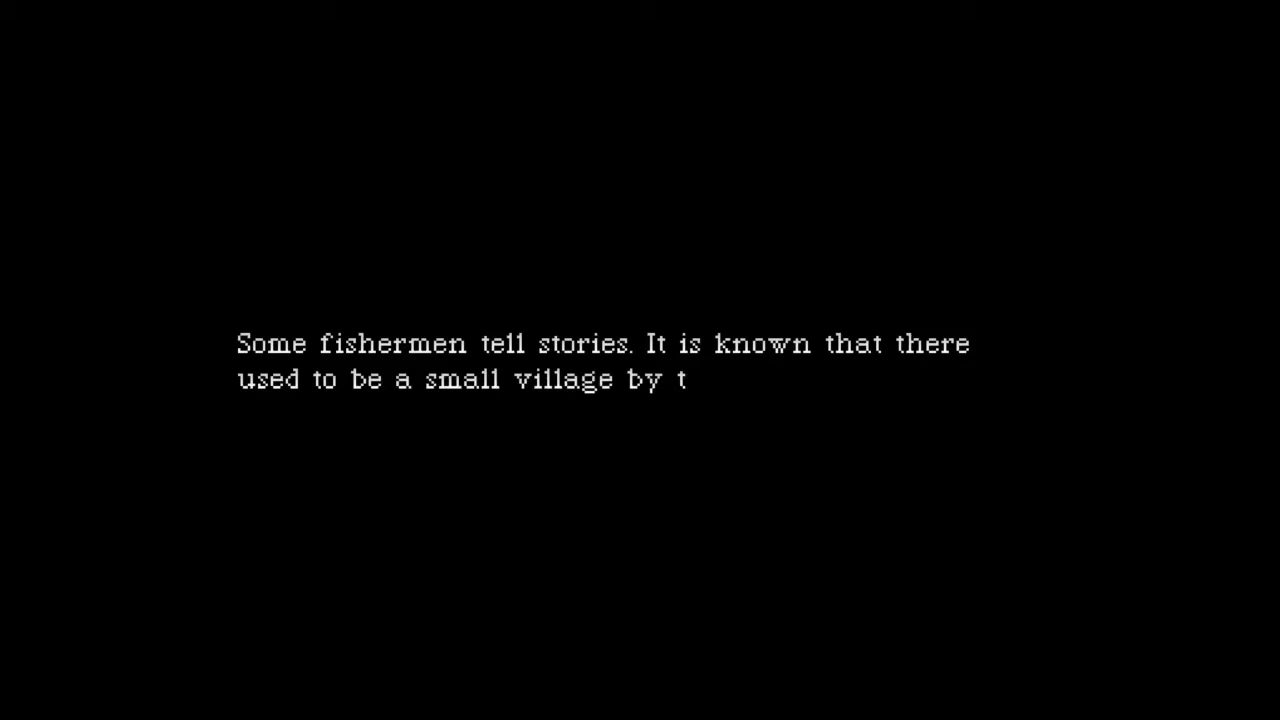 Some fishermen tell stories. It is known that there
used to be a small village by t